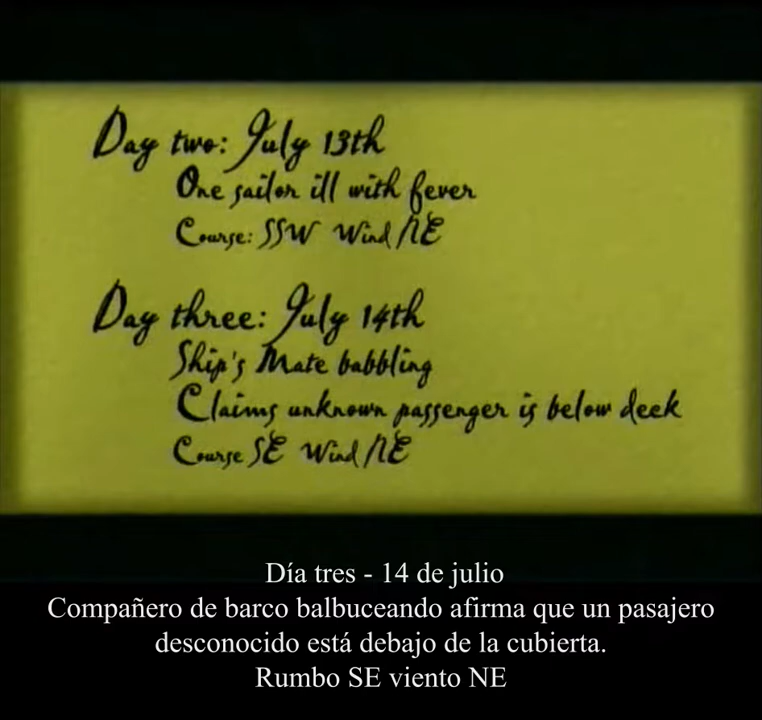 Day two: July 13th
One sailor ill with fever
Course: SSW Wind NE
Day three: July 14th
Ship's Mate babbling
Claims unknown passenger is below deck
Course SE Wind NE
Día tres - 14 de julio
Compañero de barco balbuceando afirma que un pasajero
desconocido está debajo de la cubierta.
Rumbo SE viento NE